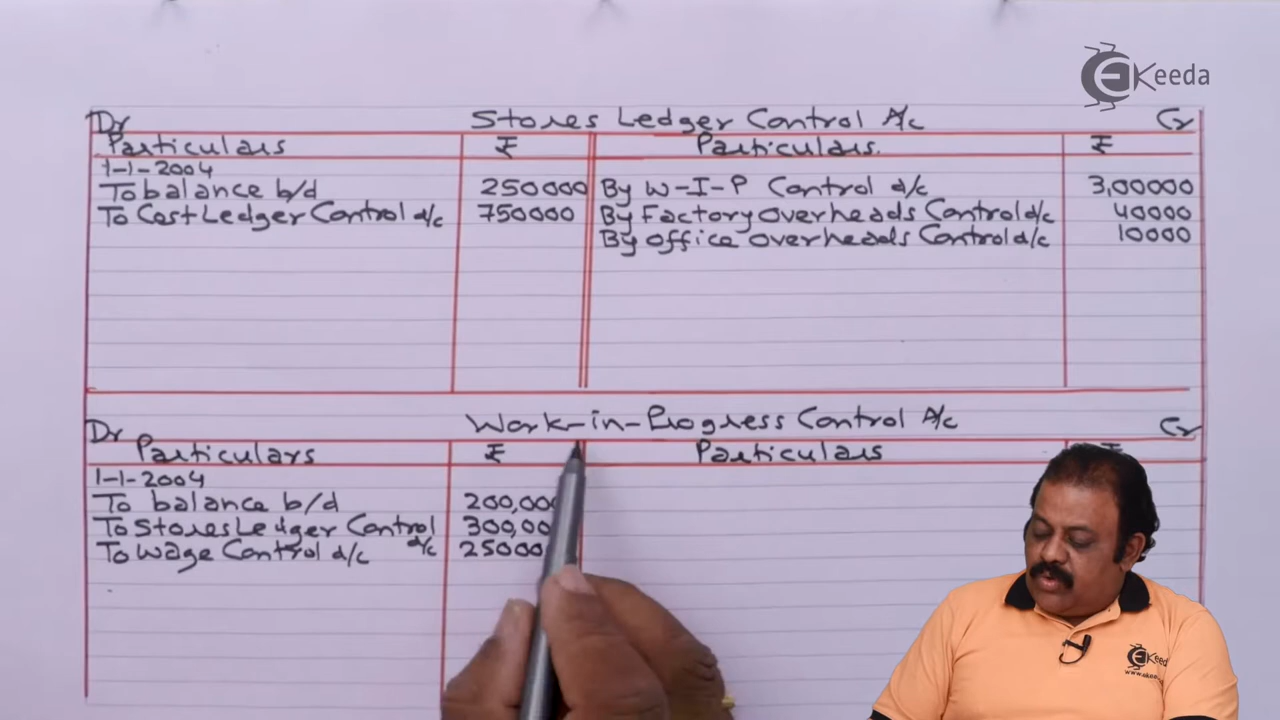 EKeeda
Dr Stores Ledger Control A/c Cr
Particulars ₹ Particulars. ₹
1-1-2004
To balance b/d 250000 By W-I-P Control a/c 3,00000
To Cost Ledger Control a/c 750000 By Factory overheads Control a/c 40000
By office overheads Control a/c 10000
Dr Work-in-Progress Control A/c Cr
Particulars ₹ Particulars
1-1-2004
To balance b/d 200,000
To Stores Ledger Control a/c 300,00
To Wage Control a/c 25000
EKeeda